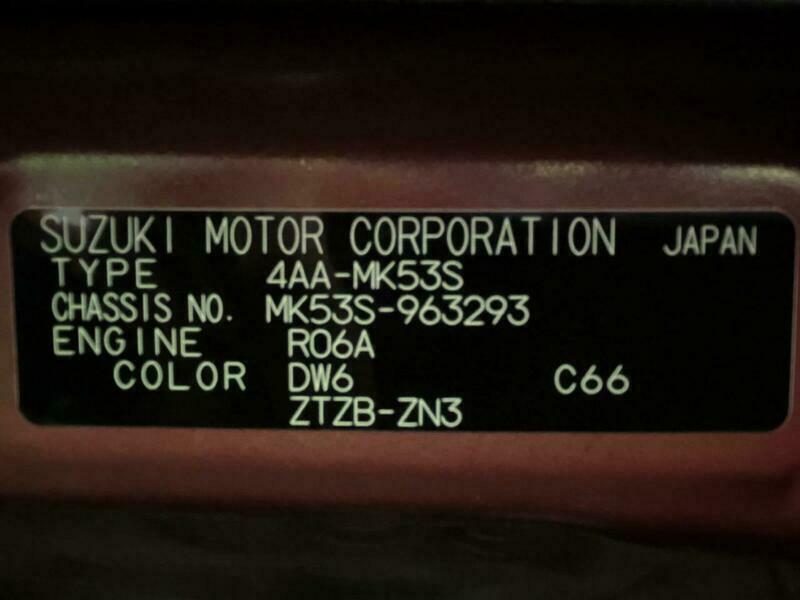 SUZUKI MOTOR CORPORATION JAPAN
TYPE 4AA-MK53S
CHASSIS NO. MK53S-963293
ENGINE R06A
COLOR DW6 C66
ZTZB-ZN3